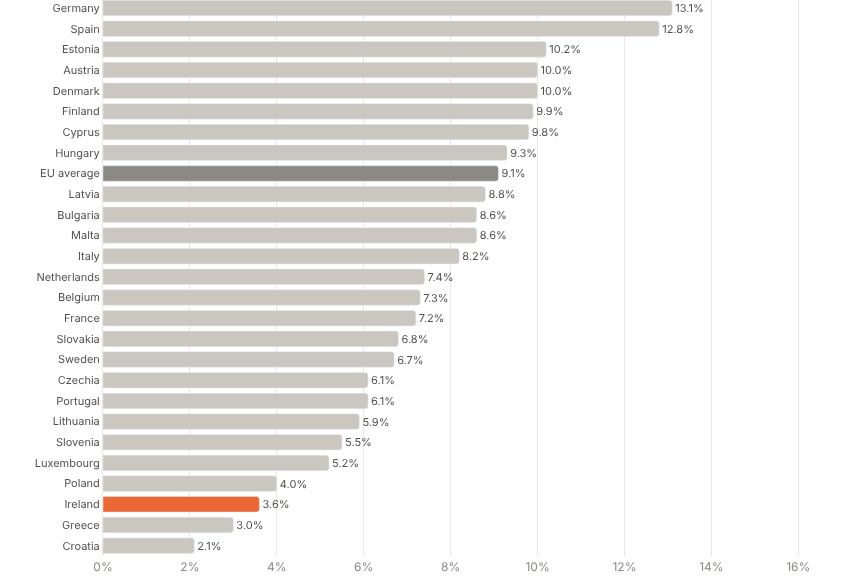 Germany 13.1%
Spain 12.8%
Estonia 10.2%
Austria 10.0%
Denmark 10.0%
Finland 9.9%
Cyprus 9.8%
Hungary 9.3%
EU average 9.1%
Latvia 8.8%
Bulgaria 8.6%
Malta 8.6%
Italy 8.2%
Netherlands 7.4%
Belgium 7.3%
France 7.2%
Slovakia 6.8%
Sweden 6.7%
Czechia 6.1%
Portugal 6.1%
Lithuania 5.9%
Slovenia 5.5%
Luxembourg 5.2%
Poland 4.0%
Ireland 3.6%
Greece 3.0%
Croatia 2.1%
0% 2% 4% 6% 8% 10% 12% 14% 16%